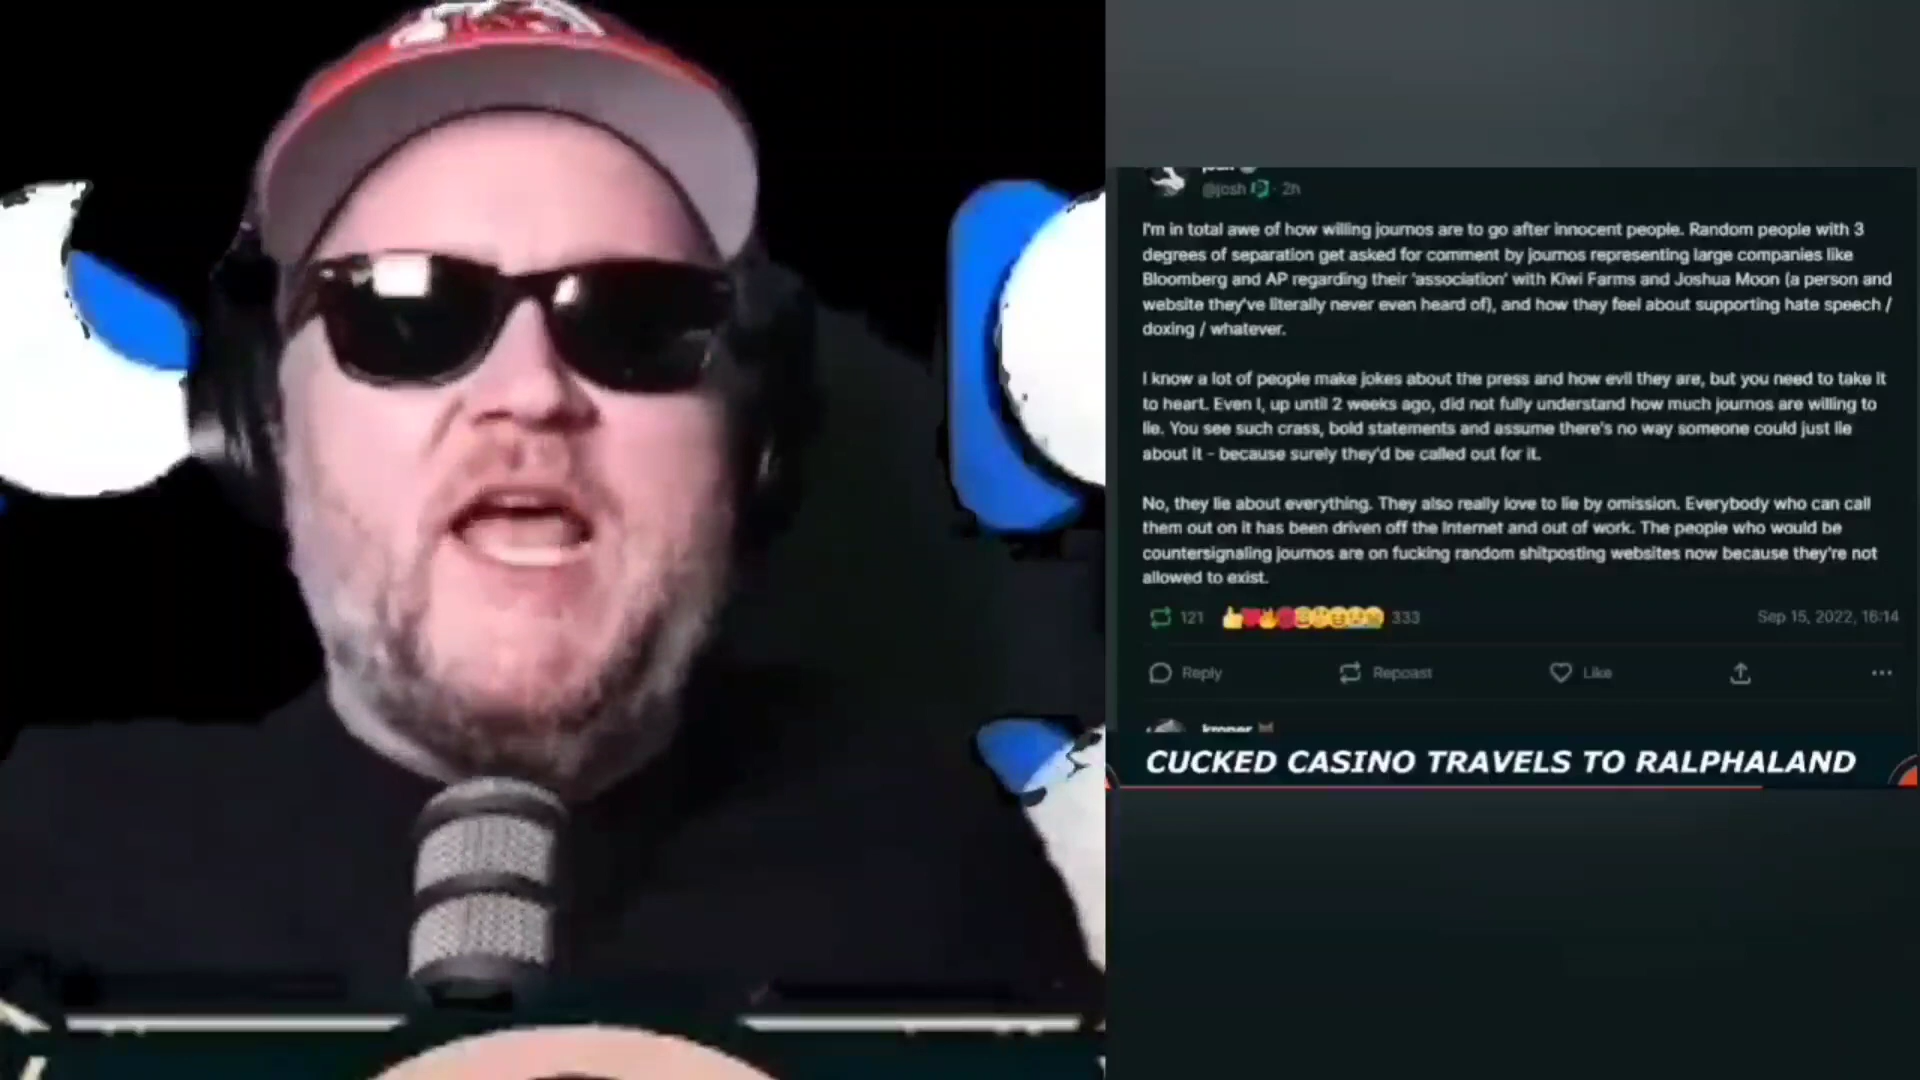 @josh · 2h
I'm in total awe of how willing journos are to go after innocent people. Random people with 3
degrees of separation get asked for comment by journos representing large companies like
Bloomberg and AP regarding their 'association' with Kiwi Farms and Joshua Moon (a person and
website they've literally never even heard of), and how they feel about supporting hate speech /
doxing / whatever.
I know a lot of people make jokes about the press and how evil they are, but you need to take it
to heart. Even I, up until 2 weeks ago, did not fully understand how much journos are willing to
lie. You see such crass, bold statements and assume there's no way someone could just lie
about it - because surely they'd be called out for it.
No, they lie about everything. They also really love to lie by omission. Everybody who can call
them out on it has been driven off the Internet and out of work. The people who would be
countersignaling journos are on fucking random shitposting websites now because they're not
allowed to exist.
121 333 Sep 15, 2022, 16:14
Reply Repoast Like
CUCKED CASINO TRAVELS TO RALPHALAND